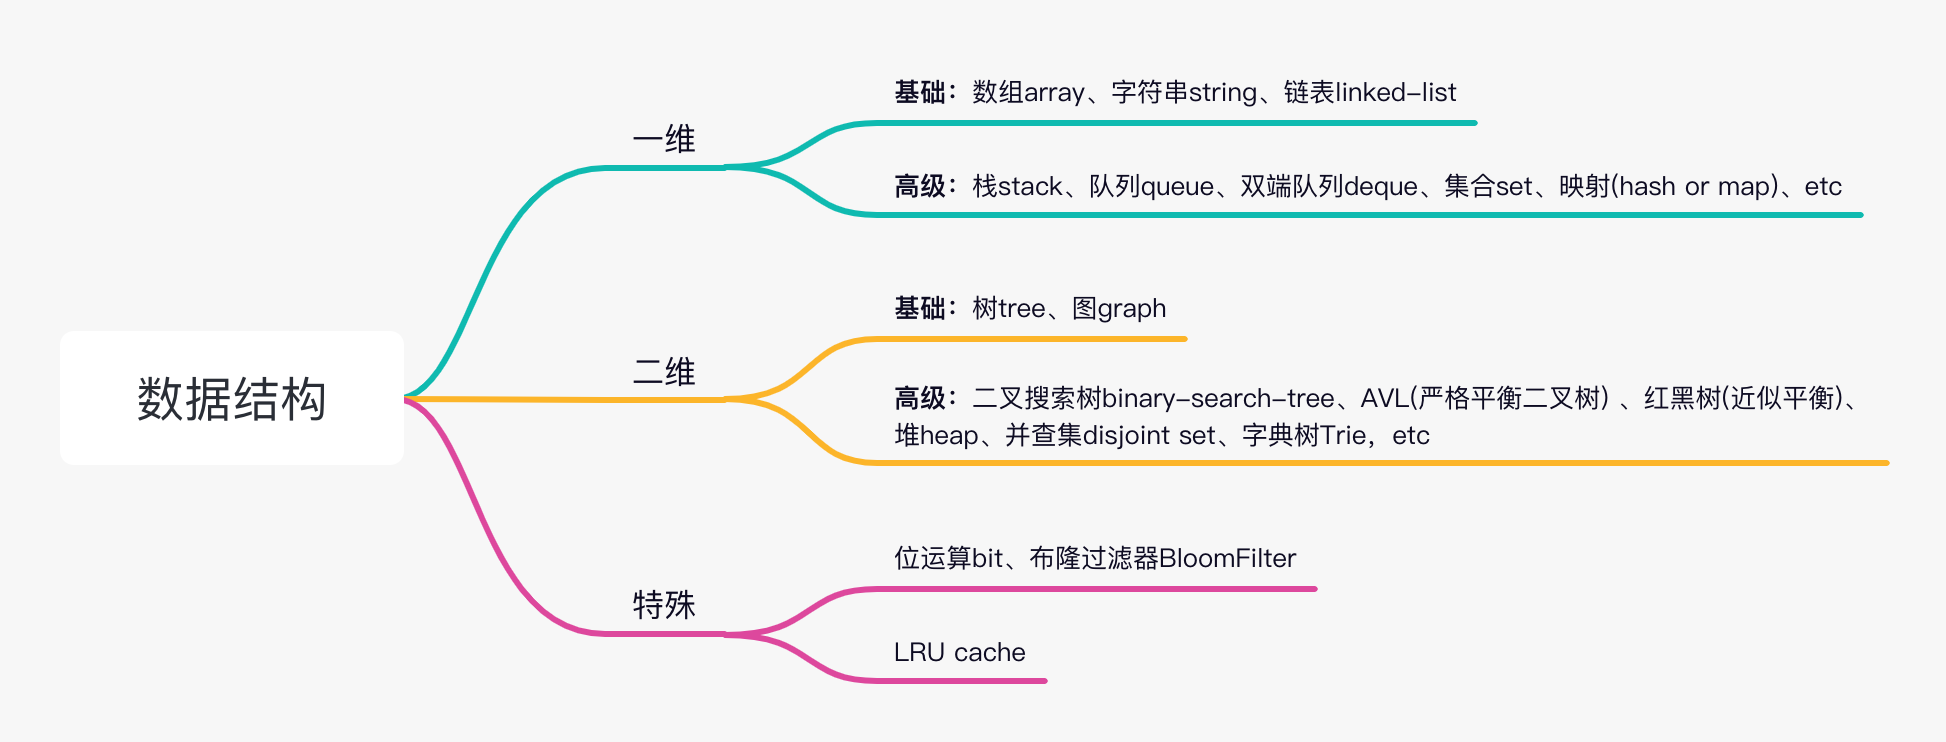 数据结构
一维
基础：数组array、字符串string、链表linked-list
高级：栈stack、队列queue、双端队列deque、集合set、映射(hash or map)、etc
二维
基础：树tree、图graph
高级：二叉搜索树binary-search-tree、AVL(严格平衡二叉树) 、红黑树(近似平衡)、
堆heap、并查集disjoint set、字典树Trie，etc
特殊
位运算bit、布隆过滤器BloomFilter
LRU cache